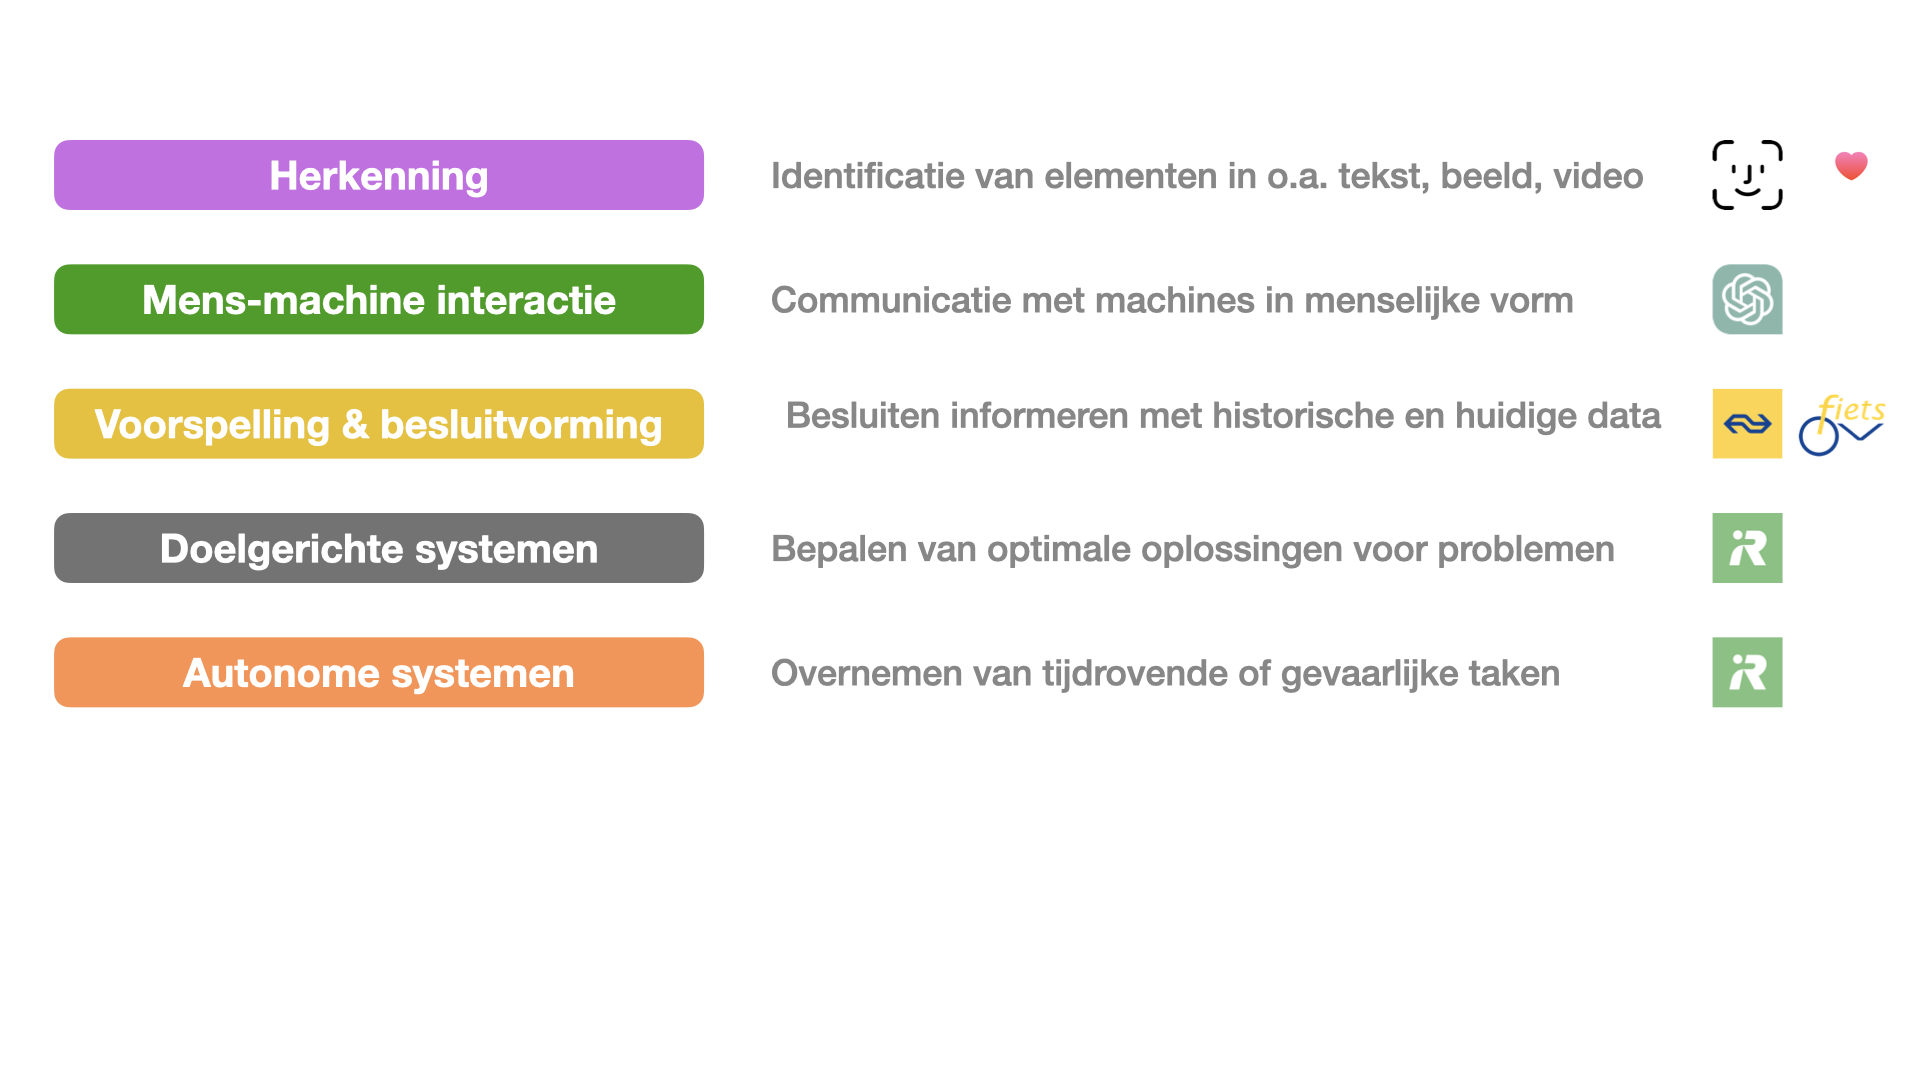 Herkenning
Identificatie van elementen in o.a. tekst, beeld, video
Mens-machine interactie
Communicatie met machines in menselijke vorm
Voorspelling & besluitvorming
Besluiten informeren met historische en huidige data
fiets
Doelgerichte systemen
Bepalen van optimale oplossingen voor problemen
iR
Autonome systemen
Overnemen van tijdrovende of gevaarlijke taken
iR